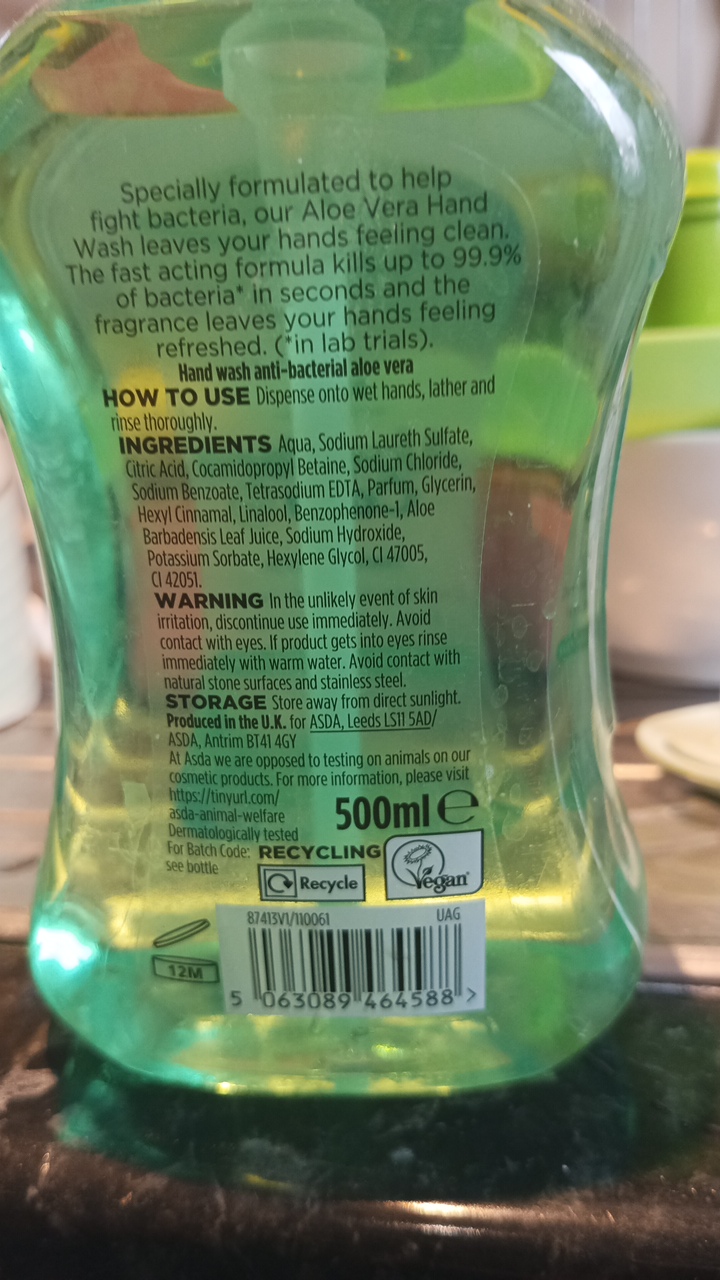 Specially formulated to help
fight bacteria, our Aloe Vera Hand
Wash leaves your hands feeling clean.
The fast acting formula kills up to 99.9%
of bacteria* in seconds and the
fragrance leaves your hands feeling
refreshed. (*in lab trials).
Hand wash anti-bacterial aloe vera
HOW TO USE Dispense onto wet hands, lather and
rinse thoroughly.
INGREDIENTS Aqua, Sodium Laureth Sulfate,
Citric Acid, Cocamidopropyl Betaine, Sodium Chloride,
Sodium Benzoate, Tetrasodium EDTA, Parfum, Glycerin,
Hexyl Cinnamal, Linalool, Benzophenone-1, Aloe
Barbadensis Leaf Juice, Sodium Hydroxide,
Potassium Sorbate, Hexylene Glycol, CI 47005,
CI 42051.
WARNING In the unlikely event of skin
irritation, discontinue use immediately. Avoid
contact with eyes. If product gets into eyes rinse
immediately with warm water. Avoid contact with
natural stone surfaces and stainless steel.
STORAGE Store away from direct sunlight.
Produced in the U.K. for ASDA, Leeds LS11 5AD/
ASDA, Antrim BT41 4GY
At Asda we are opposed to testing on animals on our
cosmetic products. For more information, please visit
https://tinyurl.com/
asda-animal-welfare
Dermatologically tested
500ml ℮
For Batch Code:
see bottle
RECYCLING
Recycle
Vegan
12M
87413V1/110061 UAG
5 063089 464588 >